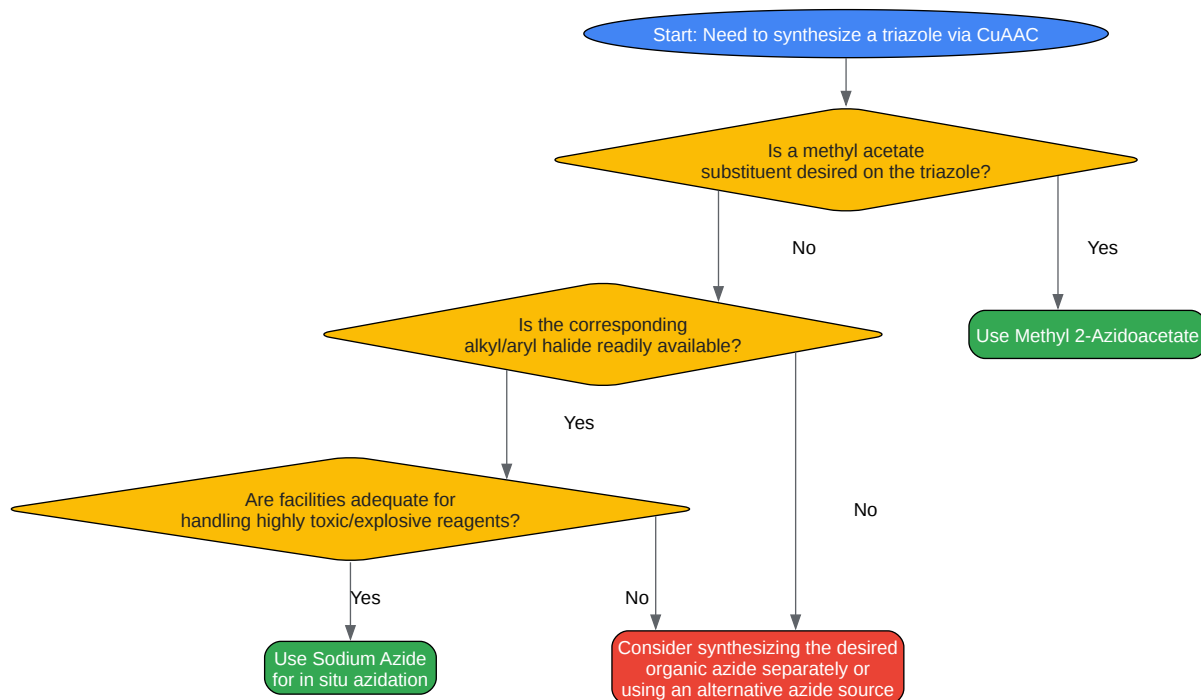 Start: Need to synthesize a triazole via CuAAC
Is a methyl acetate
substituent desired on the triazole?
No
Yes
Is the corresponding
alkyl/aryl halide readily available?
Use Methyl 2-Azidoacetate
Yes
Are facilities adequate for
handling highly toxic/explosive reagents?
No
Yes
No
Use Sodium Azide
for in situ azidation
Consider synthesizing the desired
organic azide separately or
using an alternative azide source